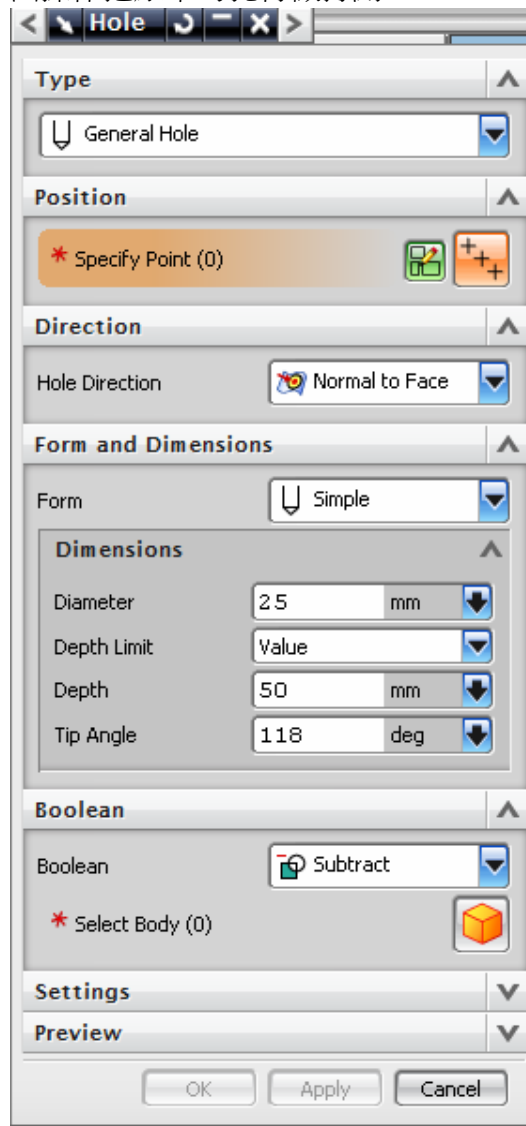 Hole
Type
General Hole
Position
* Specify Point (0)
Direction
Hole Direction Normal to Face
Form and Dimensions
Form Simple
Dimensions
Diameter 25 mm
Depth Limit Value
Depth 50 mm
Tip Angle 118 deg
Boolean
Boolean Subtract
* Select Body (0)
Settings
Preview
OK Apply Cancel